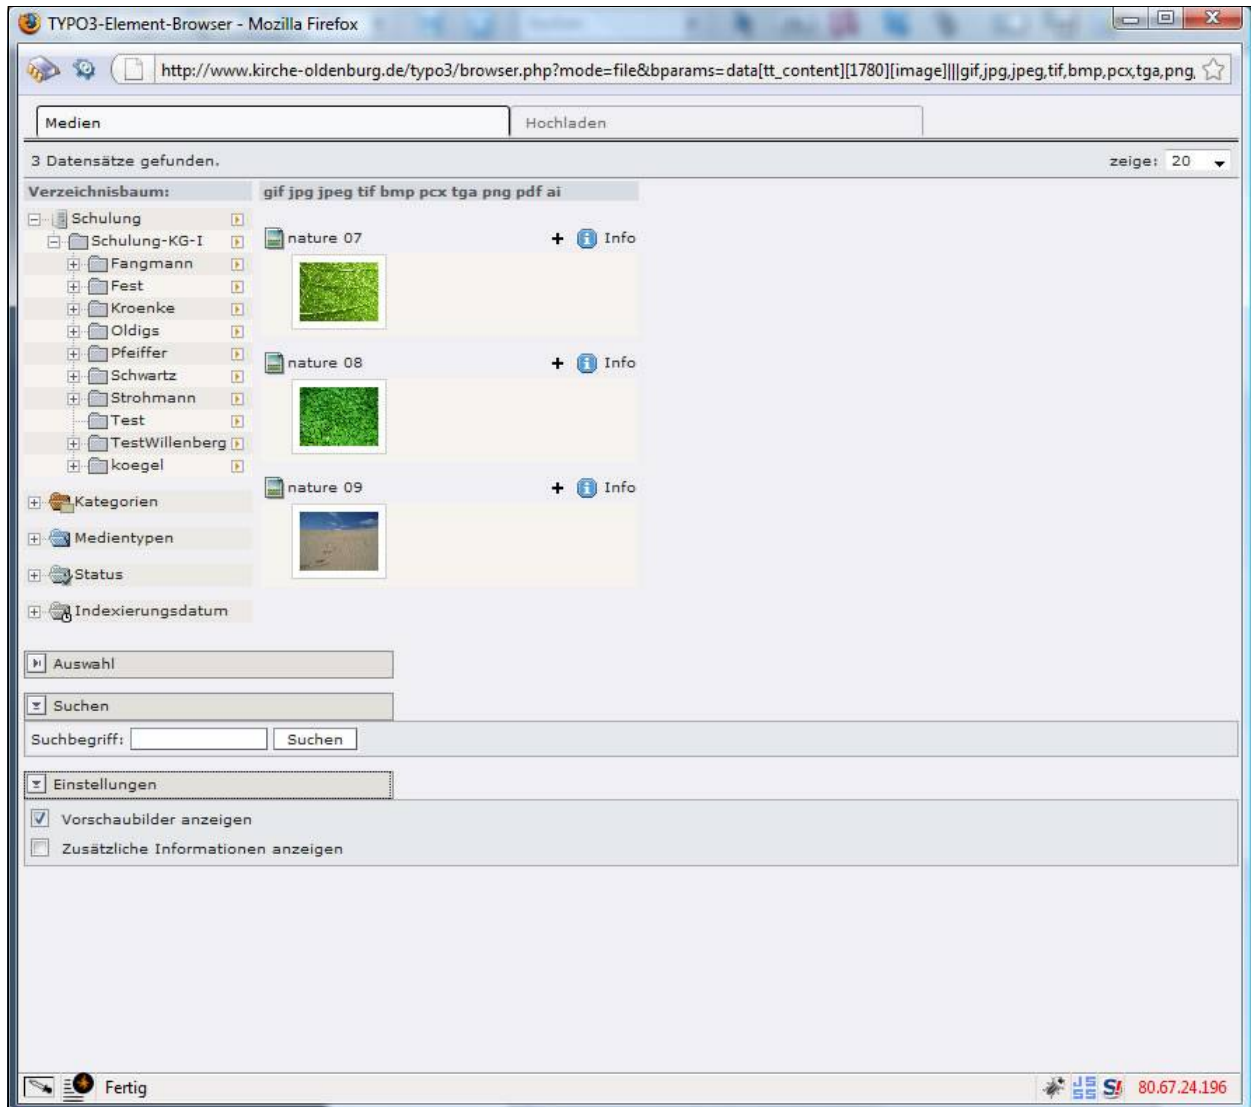 TYPO3-Element-Browser - Mozilla Firefox
http://www.kirche-oldenburg.de/typo3/browser.php?mode=file&bparams=data[tt_content][1780][image]|||gif,jpg,jpeg,tif,bmp,pcx,tga,png,
Medien
Hochladen
3 Datensätze gefunden.
zeige: 20
Verzeichnisbaum:
gif jpg jpeg tif bmp pcx tga png pdf ai
Schulung
Schulung-KG-I
Fangmann
Fest
Kroenke
Oldigs
Pfeiffer
Schwartz
Strohmann
Test
TestWillenberg
koegel
Kategorien
Medientypen
Status
Indexierungsdatum
nature 07
Info
nature 08
Info
nature 09
Info
Auswahl
Suchen
Suchbegriff:
Suchen
Einstellungen
Vorschaubilder anzeigen
Zusätzliche Informationen anzeigen
Fertig
80.67.24.196